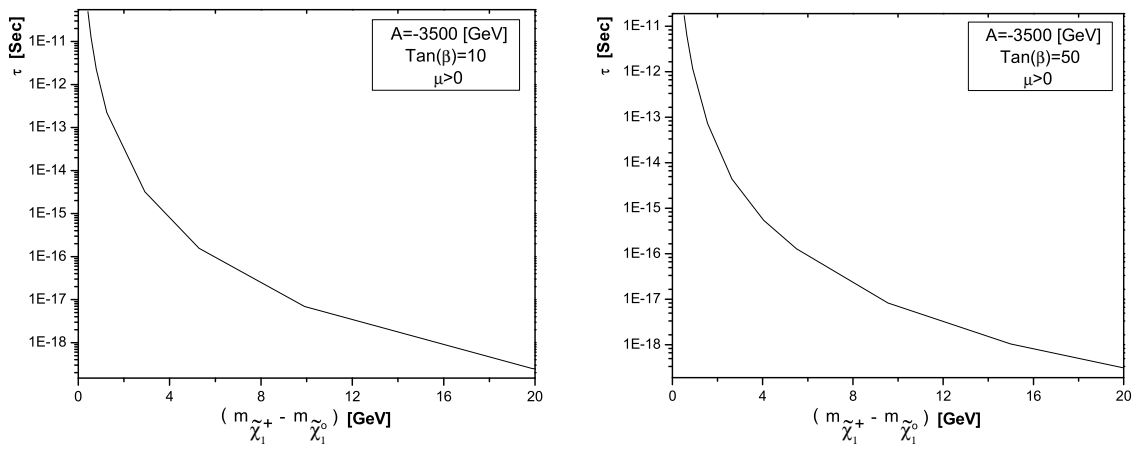 τ [Sec]
1E-11
1E-12
1E-13
1E-14
1E-15
1E-16
1E-17
1E-18
A=-3500 [GeV]
Tan(β)=10
μ>0
0 4 8 12 16 20
( m χ̃₁⁺ - m χ̃₁⁰ ) [GeV]
τ [Sec]
1E-11
1E-12
1E-13
1E-14
1E-15
1E-16
1E-17
1E-18
A=-3500 [GeV]
Tan(β)=50
μ>0
0 4 8 12 16 20
( m χ̃₁⁺ - m χ̃₁⁰ ) [GeV]